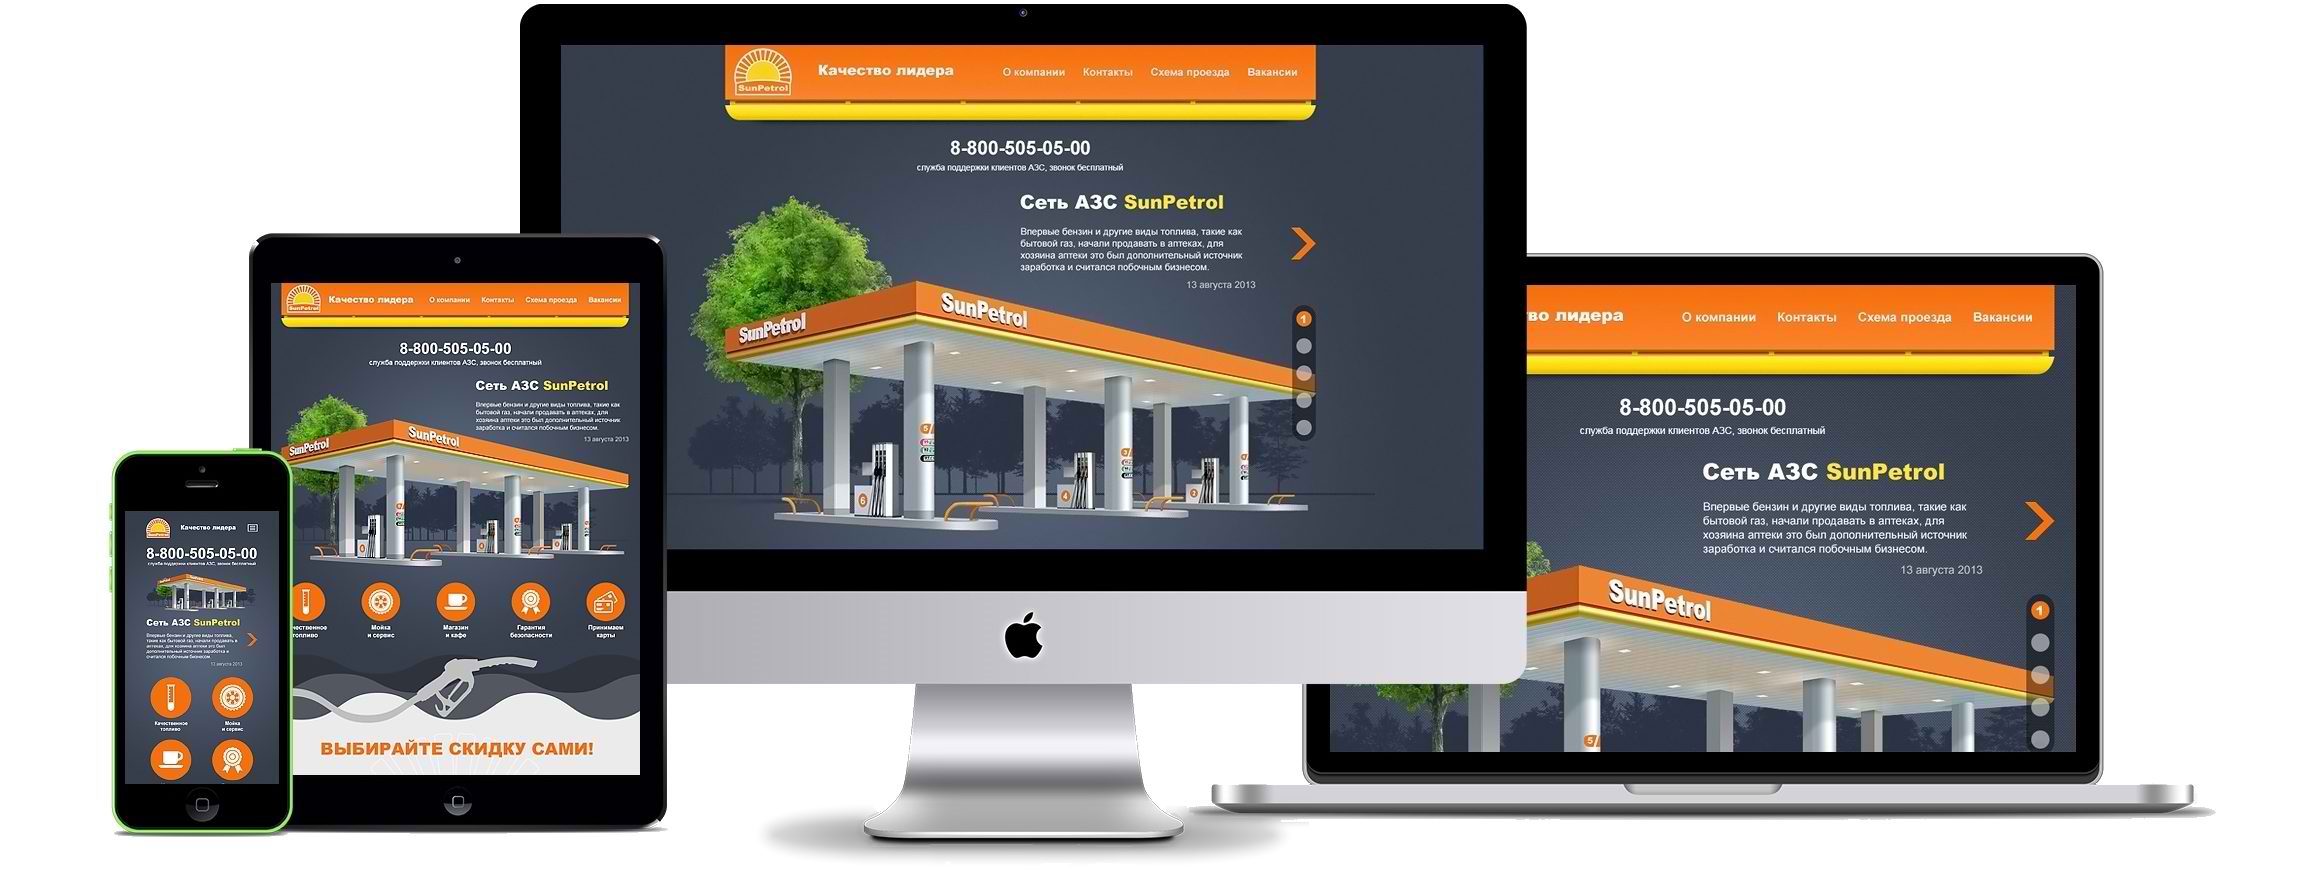 SunPetrol
Качество лидера
О компании Контакты Схема проезда Вакансии
8-800-505-05-00
служба поддержки клиентов АЗС, звонок бесплатный
Сеть АЗС SunPetrol
Впервые бензин и другие виды топлива, такие как
бытовой газ, начали продавать в аптеках, для
хозяина аптеки это был дополнительный источник
заработка и считался побочным бизнесом.
13 августа 2013
1
SunPetrol SunPetrol
5
6 4 2
SunPetrol
Качество лидера О компании Контакты Схема проезда Вакансии
8-800-505-05-00
служба поддержки клиентов АЗС, звонок бесплатный
Сеть АЗС SunPetrol
Впервые бензин и другие виды топлива, такие как
бытовой газ, начали продавать в аптеках, для
хозяина аптеки это был дополнительный источник
заработка и считался побочным бизнесом.
13 августа 2013
SunPetrol SunPetrol
чественное
топливо
Мойка
и сервис
Магазин
и кафе
Гарантия
безопасности
Принимаем
карты
ВЫБИРАЙТЕ СКИДКУ САМИ!
SunPetrol
Качество лидера
8-800-505-05-00
служба поддержки клиентов АЗС, звонок бесплатный
SunPetrol
Сеть АЗС SunPetrol
Впервые бензин и другие виды топлива,
такие как бытовой газ, начали продавать в
аптеках, для хозяина аптеки это был
дополнительный источник заработка и
считался побочным бизнесом.
13 августа 2013
Качественное
топливо
Мойка
и сервис
во лидера О компании Контакты Схема проезда Вакансии
8-800-505-05-00
служба поддержки клиентов АЗС, звонок бесплатный
Сеть АЗС SunPetrol
Впервые бензин и другие виды топлива, такие как
бытовой газ, начали продавать в аптеках, для
хозяина аптеки это был дополнительный источник
заработка и считался побочным бизнесом.
13 августа 2013
1
SunPetrol
5